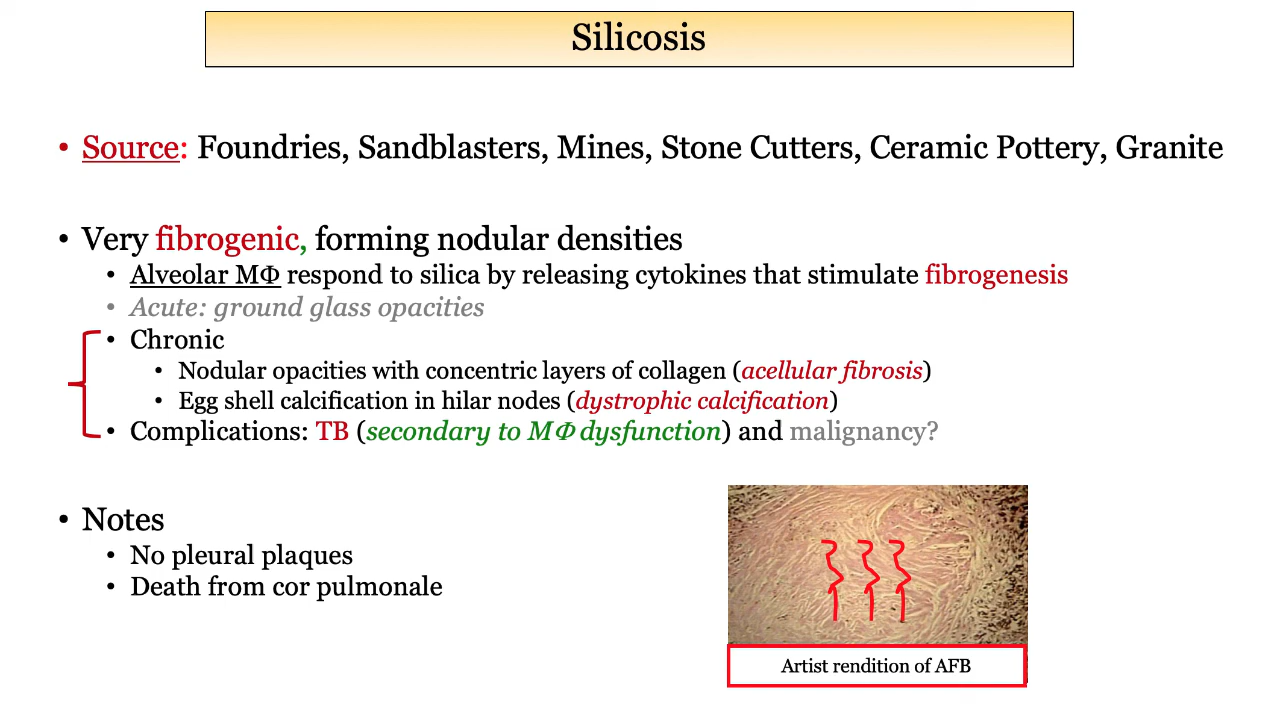 Silicosis
• Source: Foundries, Sandblasters, Mines, Stone Cutters, Ceramic Pottery, Granite
• Very fibrogenic, forming nodular densities
• Alveolar MΦ respond to silica by releasing cytokines that stimulate fibrogenesis
• Acute: ground glass opacities
• Chronic
• Nodular opacities with concentric layers of collagen (acellular fibrosis)
• Egg shell calcification in hilar nodes (dystrophic calcification)
• Complications: TB (secondary to MΦ dysfunction) and malignancy?
• Notes
• No pleural plaques
• Death from cor pulmonale
Artist rendition of AFB